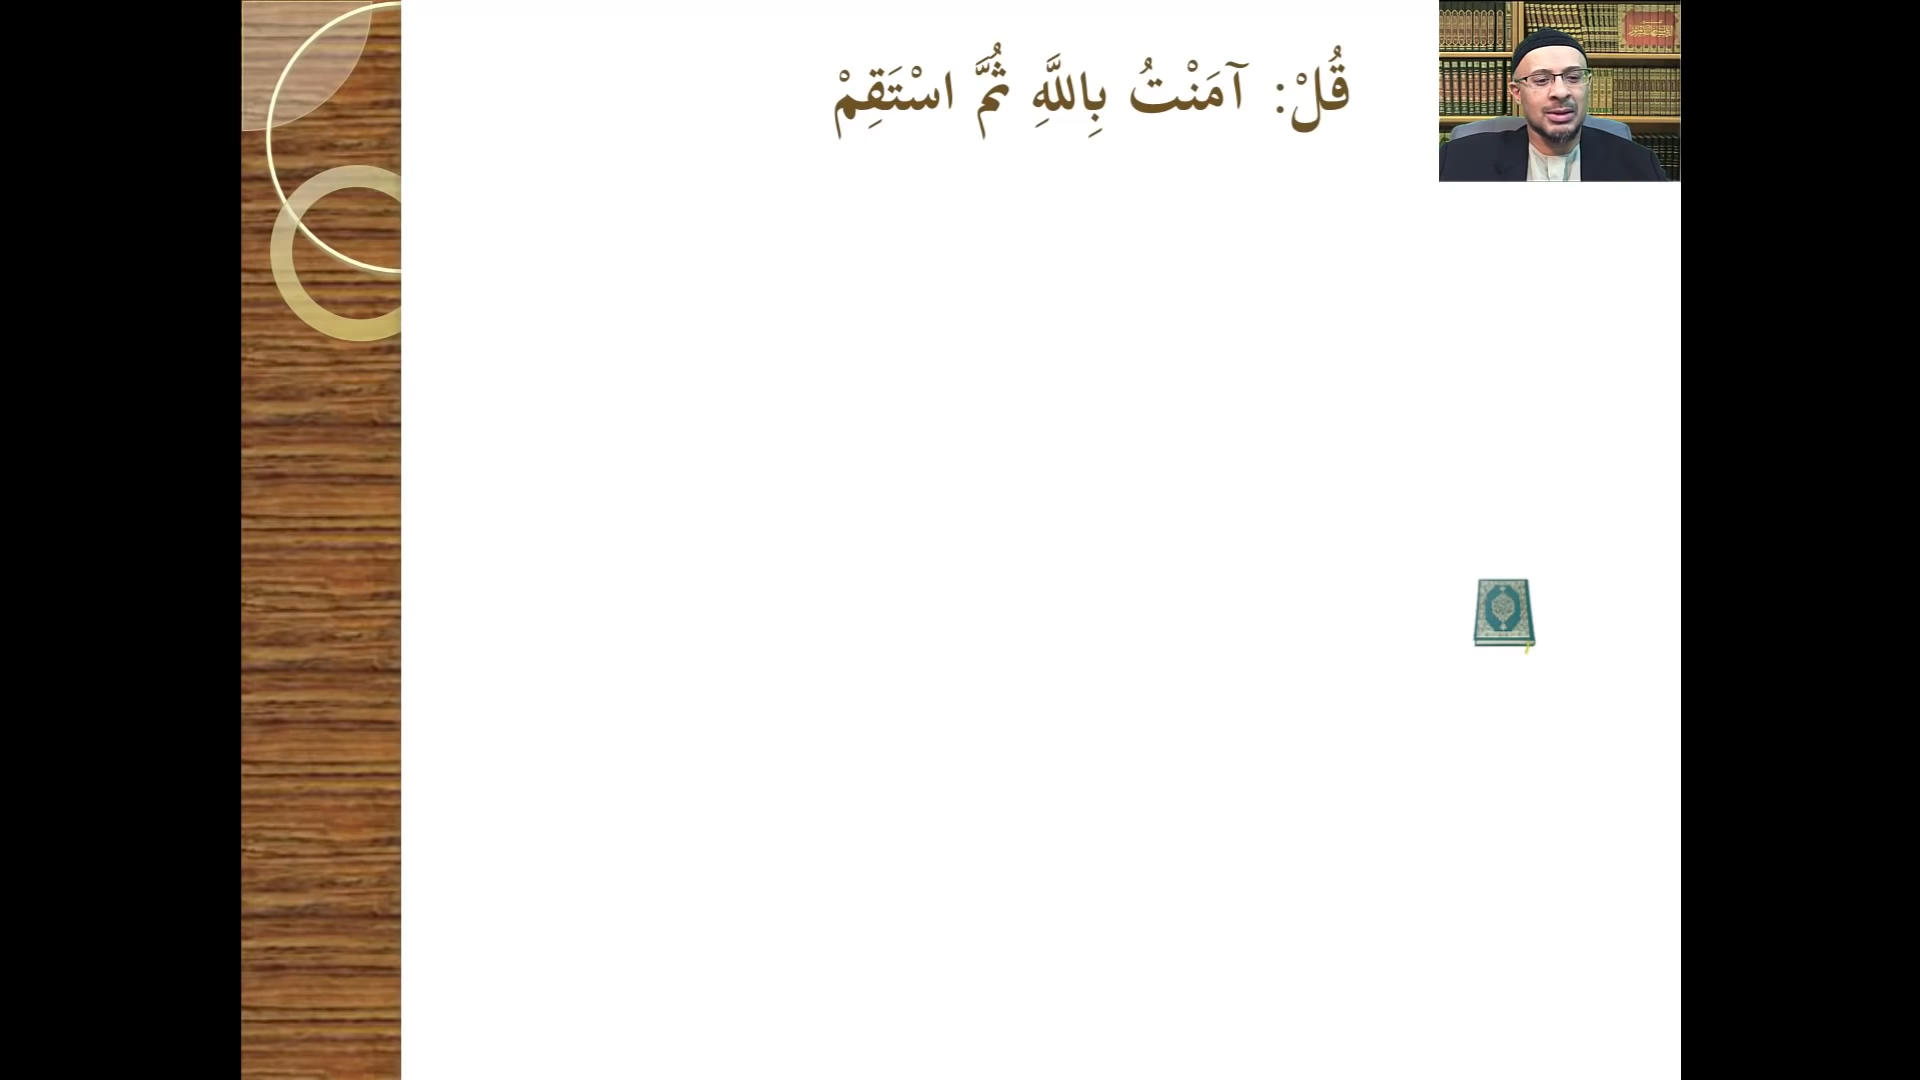 قُلْ: آمَنْتُ بِاللَّهِ ثُمَّ اسْتَقِمْ